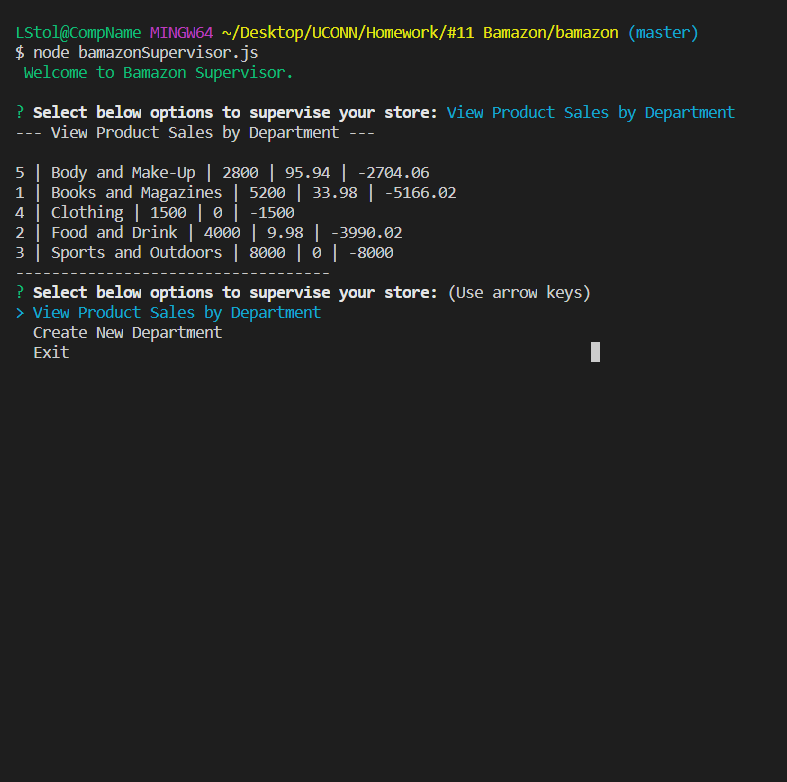 LStol@CompName MINGW64 ~/Desktop/UCONN/Homework/#11 Bamazon/bamazon (master)
$ node bamazonSupervisor.js
Welcome to Bamazon Supervisor.
? Select below options to supervise your store: View Product Sales by Department
--- View Product Sales by Department ---
5 | Body and Make-Up | 2800 | 95.94 | -2704.06
1 | Books and Magazines | 5200 | 33.98 | -5166.02
4 | Clothing | 1500 | 0 | -1500
2 | Food and Drink | 4000 | 9.98 | -3990.02
3 | Sports and Outdoors | 8000 | 0 | -8000
-----------------------------------
? Select below options to supervise your store: (Use arrow keys)
> View Product Sales by Department
Create New Department
Exit